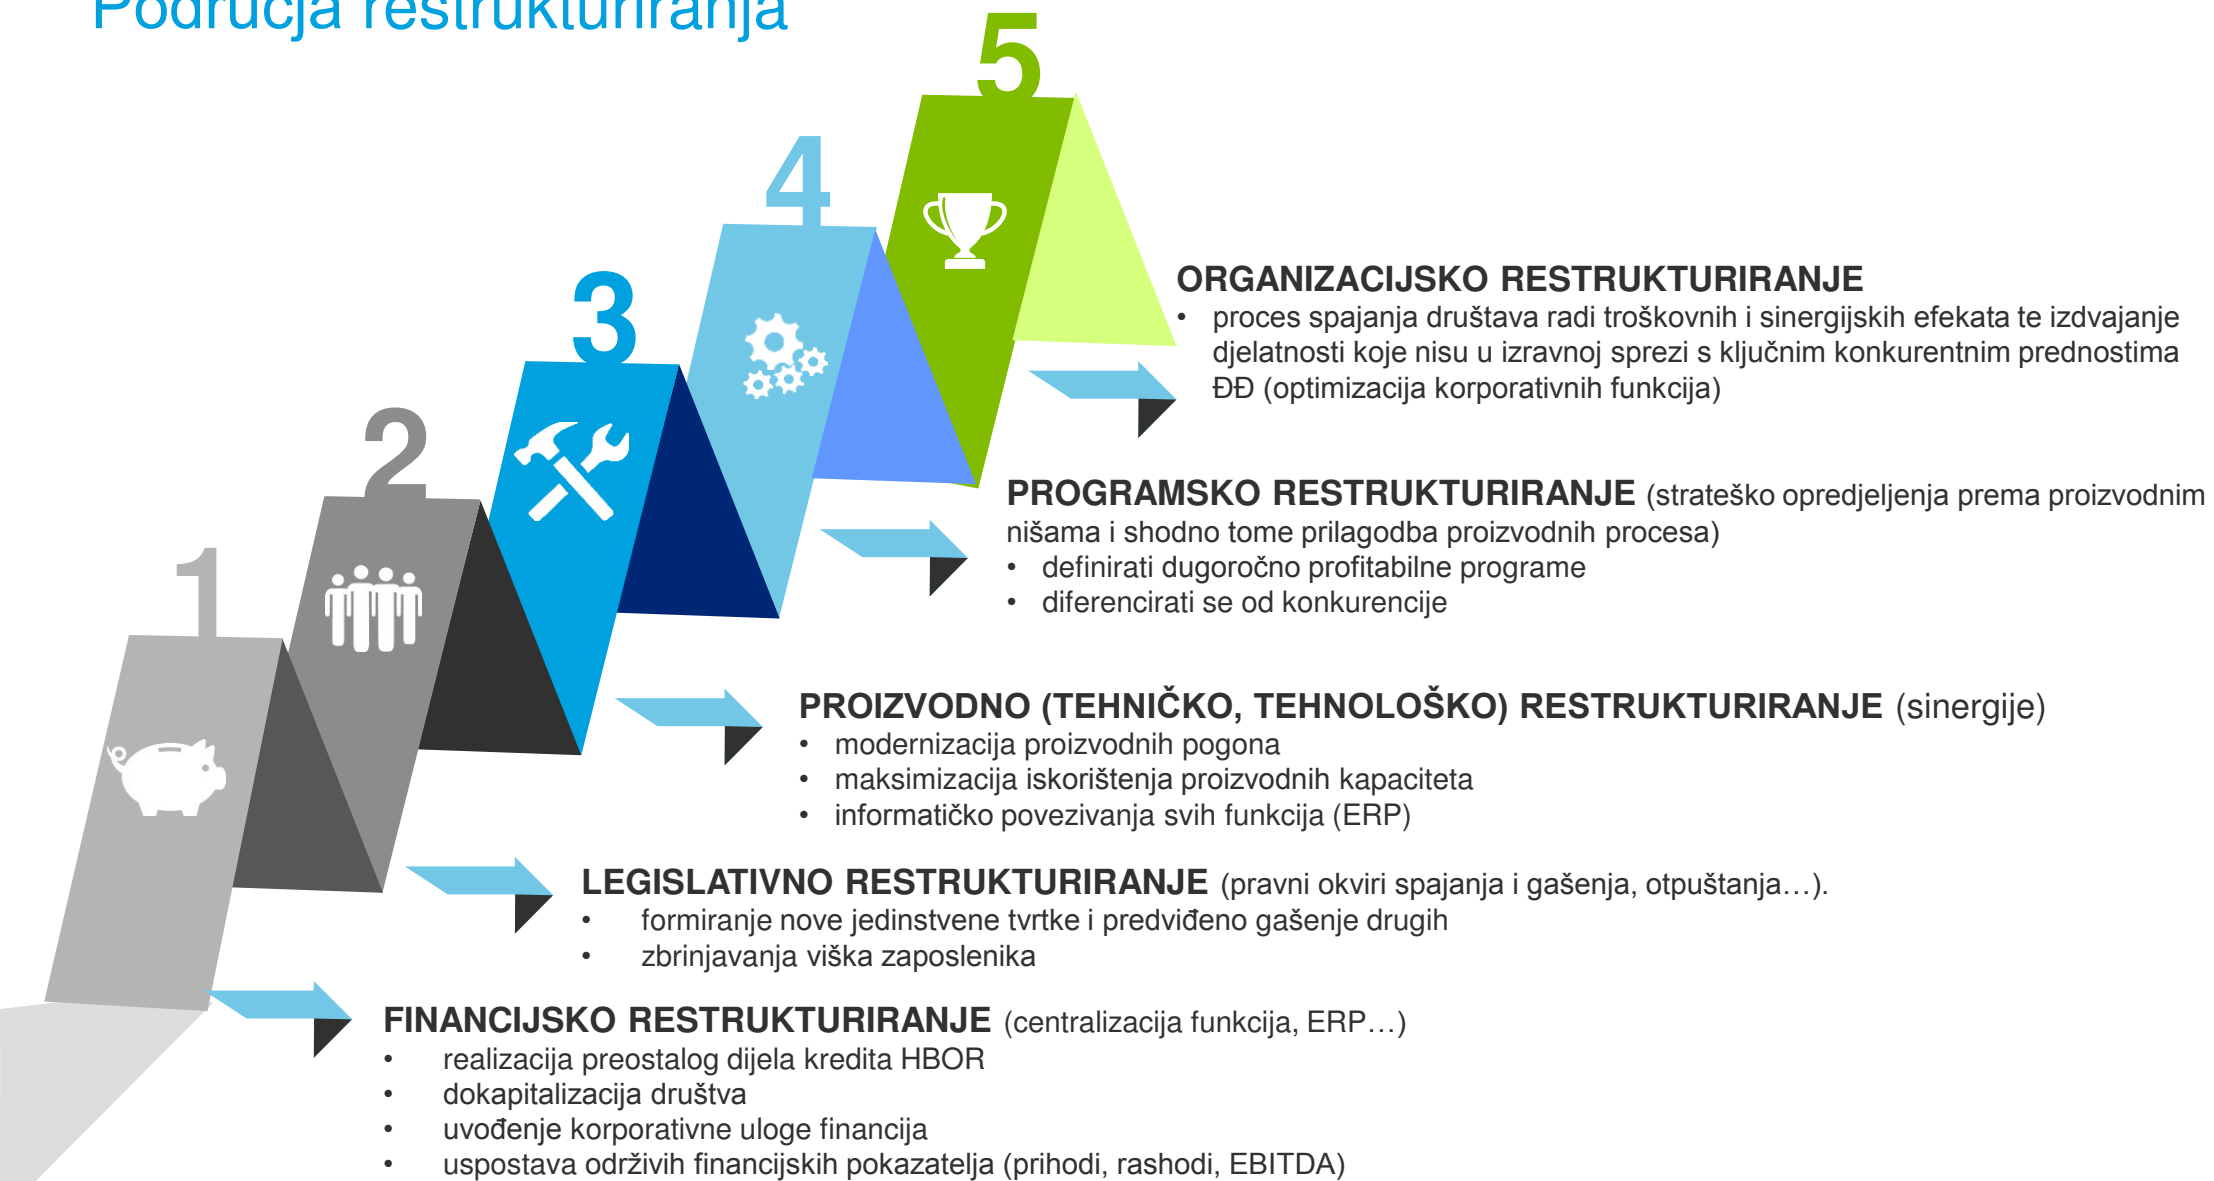 Područja restrukturiranja
5
4
3
2
1
ORGANIZACIJSKO RESTRUKTURIRANJE
• proces spajanja društava radi troškovnih i sinergijskih efekata te izdvajanje
djelatnosti koje nisu u izravnoj sprezi s ključnim konkurentnim prednostima
ĐĐ (optimizacija korporativnih funkcija)
PROGRAMSKO RESTRUKTURIRANJE (strateško opredjeljenja prema proizvodnim
nišama i shodno tome prilagodba proizvodnih procesa)
• definirati dugoročno profitabilne programe
• diferencirati se od konkurencije
PROIZVODNO (TEHNIČKO, TEHNOLOŠKO) RESTRUKTURIRANJE (sinergije)
• modernizacija proizvodnih pogona
• maksimizacija iskorištenja proizvodnih kapaciteta
• informatičko povezivanja svih funkcija (ERP)
LEGISLATIVNO RESTRUKTURIRANJE (pravni okviri spajanja i gašenja, otpuštanja…).
• formiranje nove jedinstvene tvrtke i predviđeno gašenje drugih
• zbrinjavanja viška zaposlenika
FINANCIJSKO RESTRUKTURIRANJE (centralizacija funkcija, ERP…)
• realizacija preostalog dijela kredita HBOR
• dokapitalizacija društva
• uvođenje korporativne uloge financija
• uspostava održivih financijskih pokazatelja (prihodi, rashodi, EBITDA)